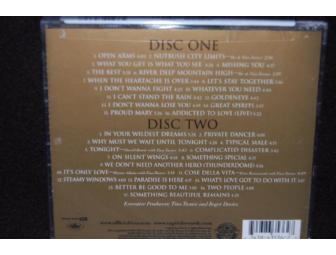 DISC ONE
1. OPEN ARMS 2. NUTBUSH CITY LIMITS
3. WHAT YOU GET IS WHAT YOU SEE 4. MISSING YOU
5. THE BEST 6. RIVER DEEP MOUNTAIN HIGH
7. WHEN THE HEARTACHE IS OVER 8. LET'S STAY TOGETHER
9. I DON'T WANNA FIGHT 10. WHATEVER YOU NEED
11. I CAN'T STAND THE RAIN 12. GOLDENEYE
13. I DON'T WANNA LOSE YOU 14. GREAT SPIRITS
15. PROUD MARY 16. ADDICTED TO LOVE (LIVE)
DISC TWO
1. IN YOUR WILDEST DREAMS 2. PRIVATE DANCER
3. WHY MUST WE WAIT UNTIL TONIGHT 4. TYPICAL MALE
5. TONIGHT 6. COMPLICATED DISASTER
7. ON SILENT WINGS 8. SOMETHING SPECIAL
9. WE DON'T NEED ANOTHER HERO (THUNDERDOME)
10. IT'S ONLY LOVE 11. COSE DELLA VITA
12. STEAMY WINDOWS 13. PARADISE IS HERE 14. WHAT'S LOVE GOT TO DO WITH IT
15. BETTER BE GOOD TO ME 16. TWO PEOPLE
17. SOMETHING BEAUTIFUL REMAINS
Executive Producers: Tina Turner and Roger Davies